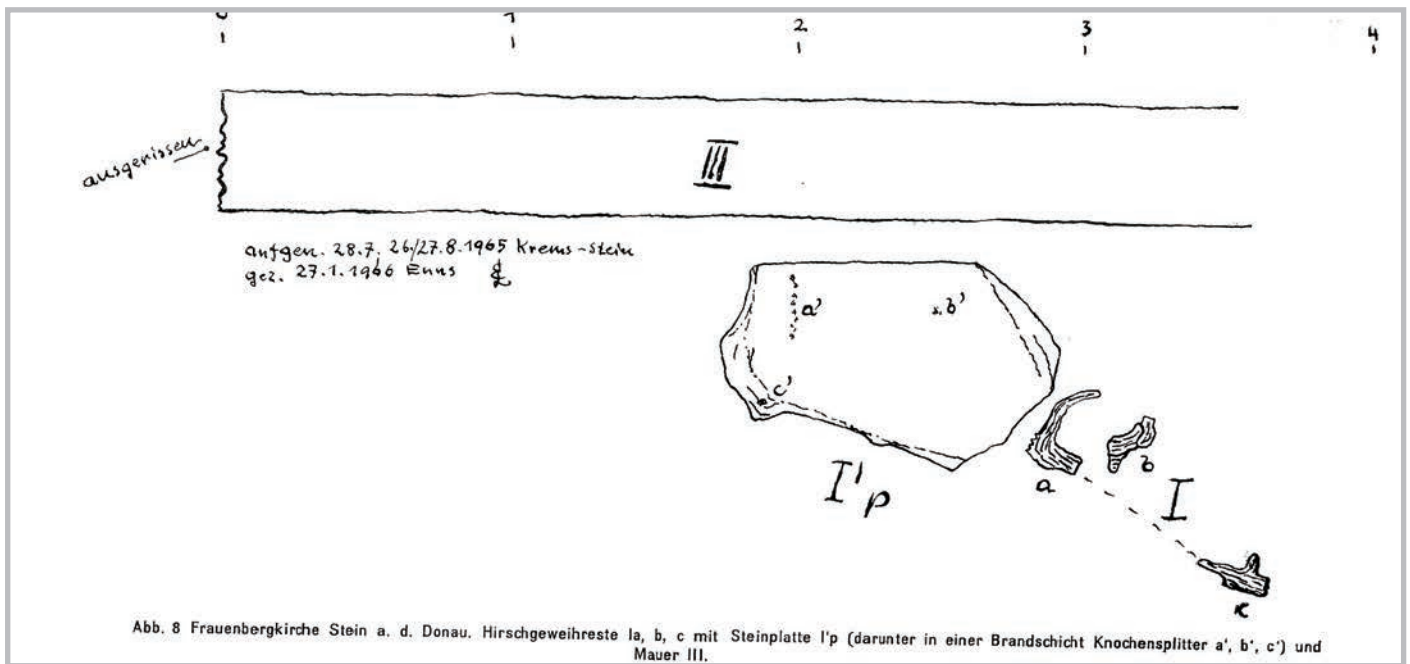 0 1 2 3 4
ausgerissen
III
aufgen. 28.7, 26./27.8.1965 Krems-Stein
gez. 27.1.1966 Enns
a' s. b'
c'
I'p
a b
I
c
Abb. 8 Frauenbergkirche Stein a. d. Donau. Hirschgeweihreste Ia, b, c mit Steinplatte I'p (darunter in einer Brandschicht Knochensplitter a', b', c') und
Mauer III.